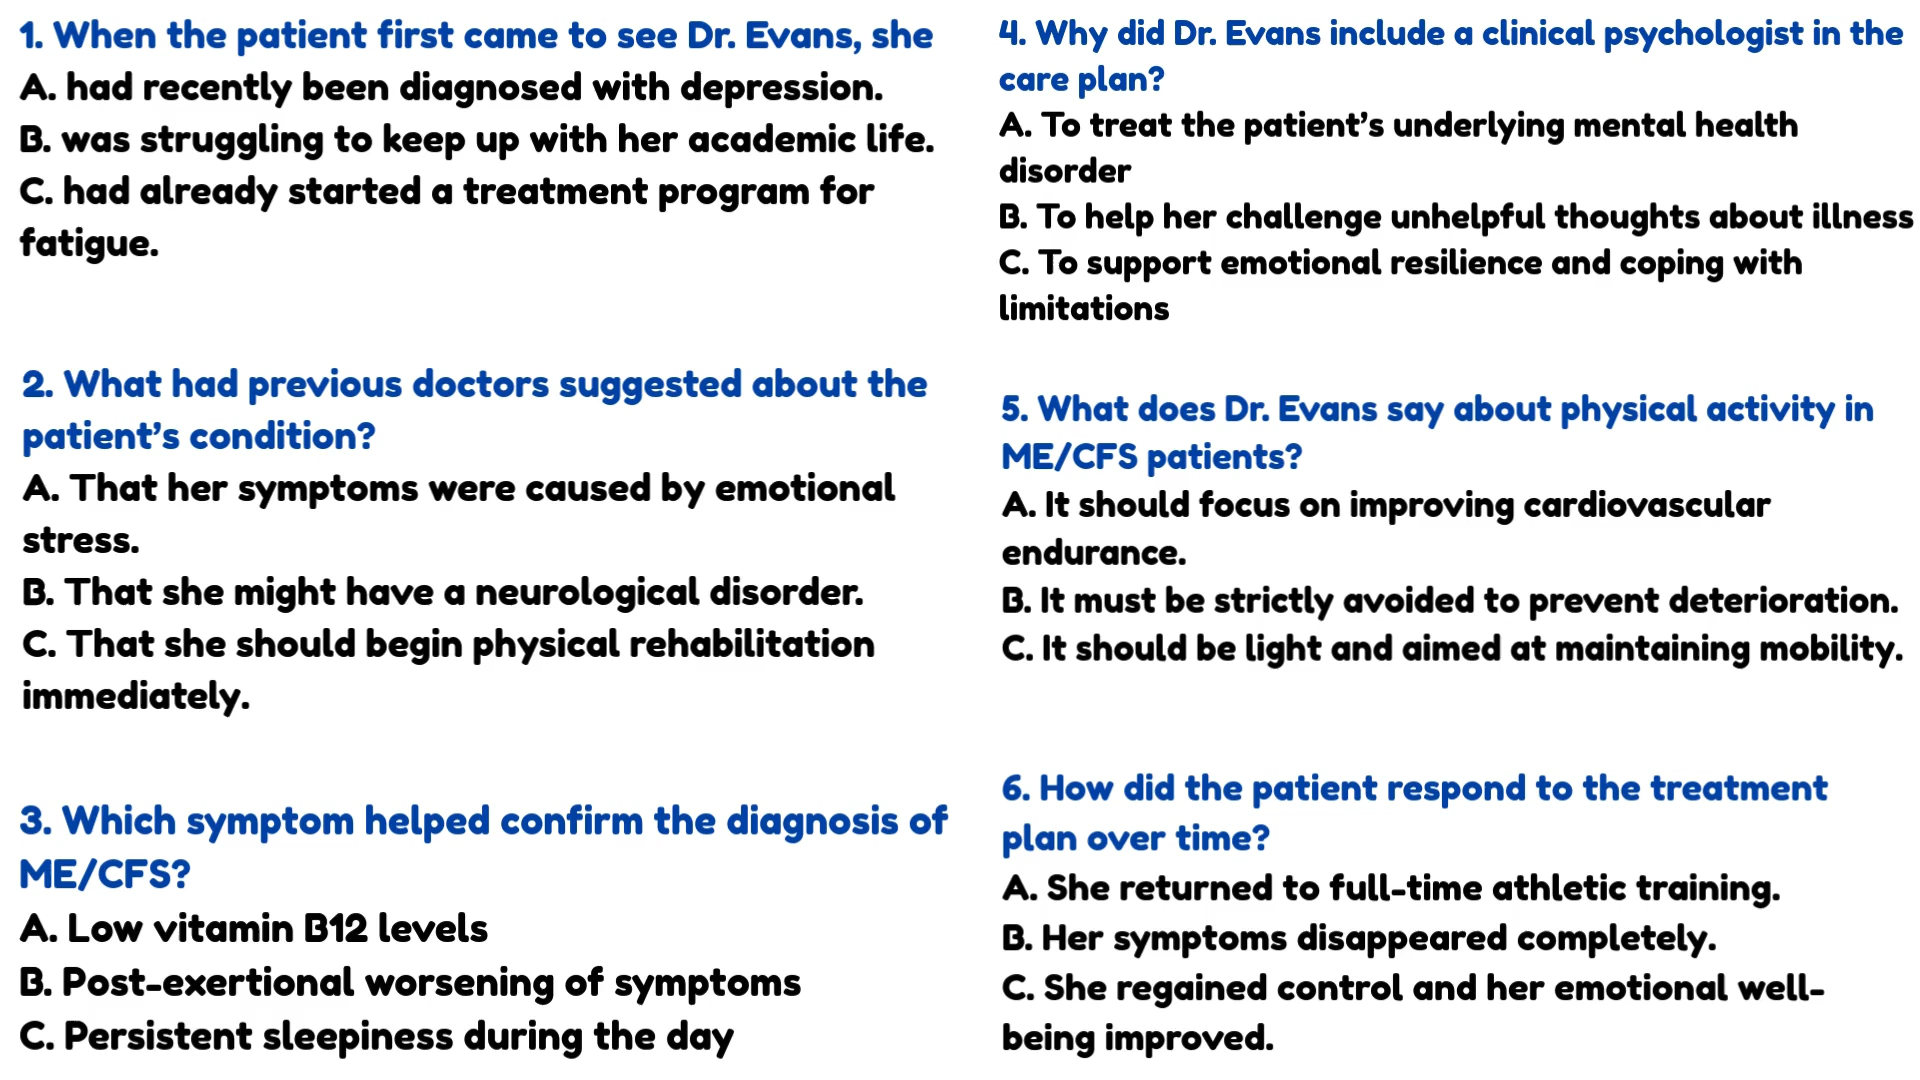 1. When the patient first came to see Dr. Evans, she
A. had recently been diagnosed with depression.
B. was struggling to keep up with her academic life.
C. had already started a treatment program for
fatigue.
2. What had previous doctors suggested about the
patient's condition?
A. That her symptoms were caused by emotional
stress.
B. That she might have a neurological disorder.
C. That she should begin physical rehabilitation
immediately.
3. Which symptom helped confirm the diagnosis of
ME/CFS?
A. Low vitamin B12 levels
B. Post-exertional worsening of symptoms
C. Persistent sleepiness during the day
4. Why did Dr. Evans include a clinical psychologist in the
care plan?
A. To treat the patient's underlying mental health
disorder
B. To help her challenge unhelpful thoughts about illness
C. To support emotional resilience and coping with
limitations
5. What does Dr. Evans say about physical activity in
ME/CFS patients?
A. It should focus on improving cardiovascular
endurance.
B. It must be strictly avoided to prevent deterioration.
C. It should be light and aimed at maintaining mobility.
6. How did the patient respond to the treatment
plan over time?
A. She returned to full-time athletic training.
B. Her symptoms disappeared completely.
C. She regained control and her emotional well-
being improved.